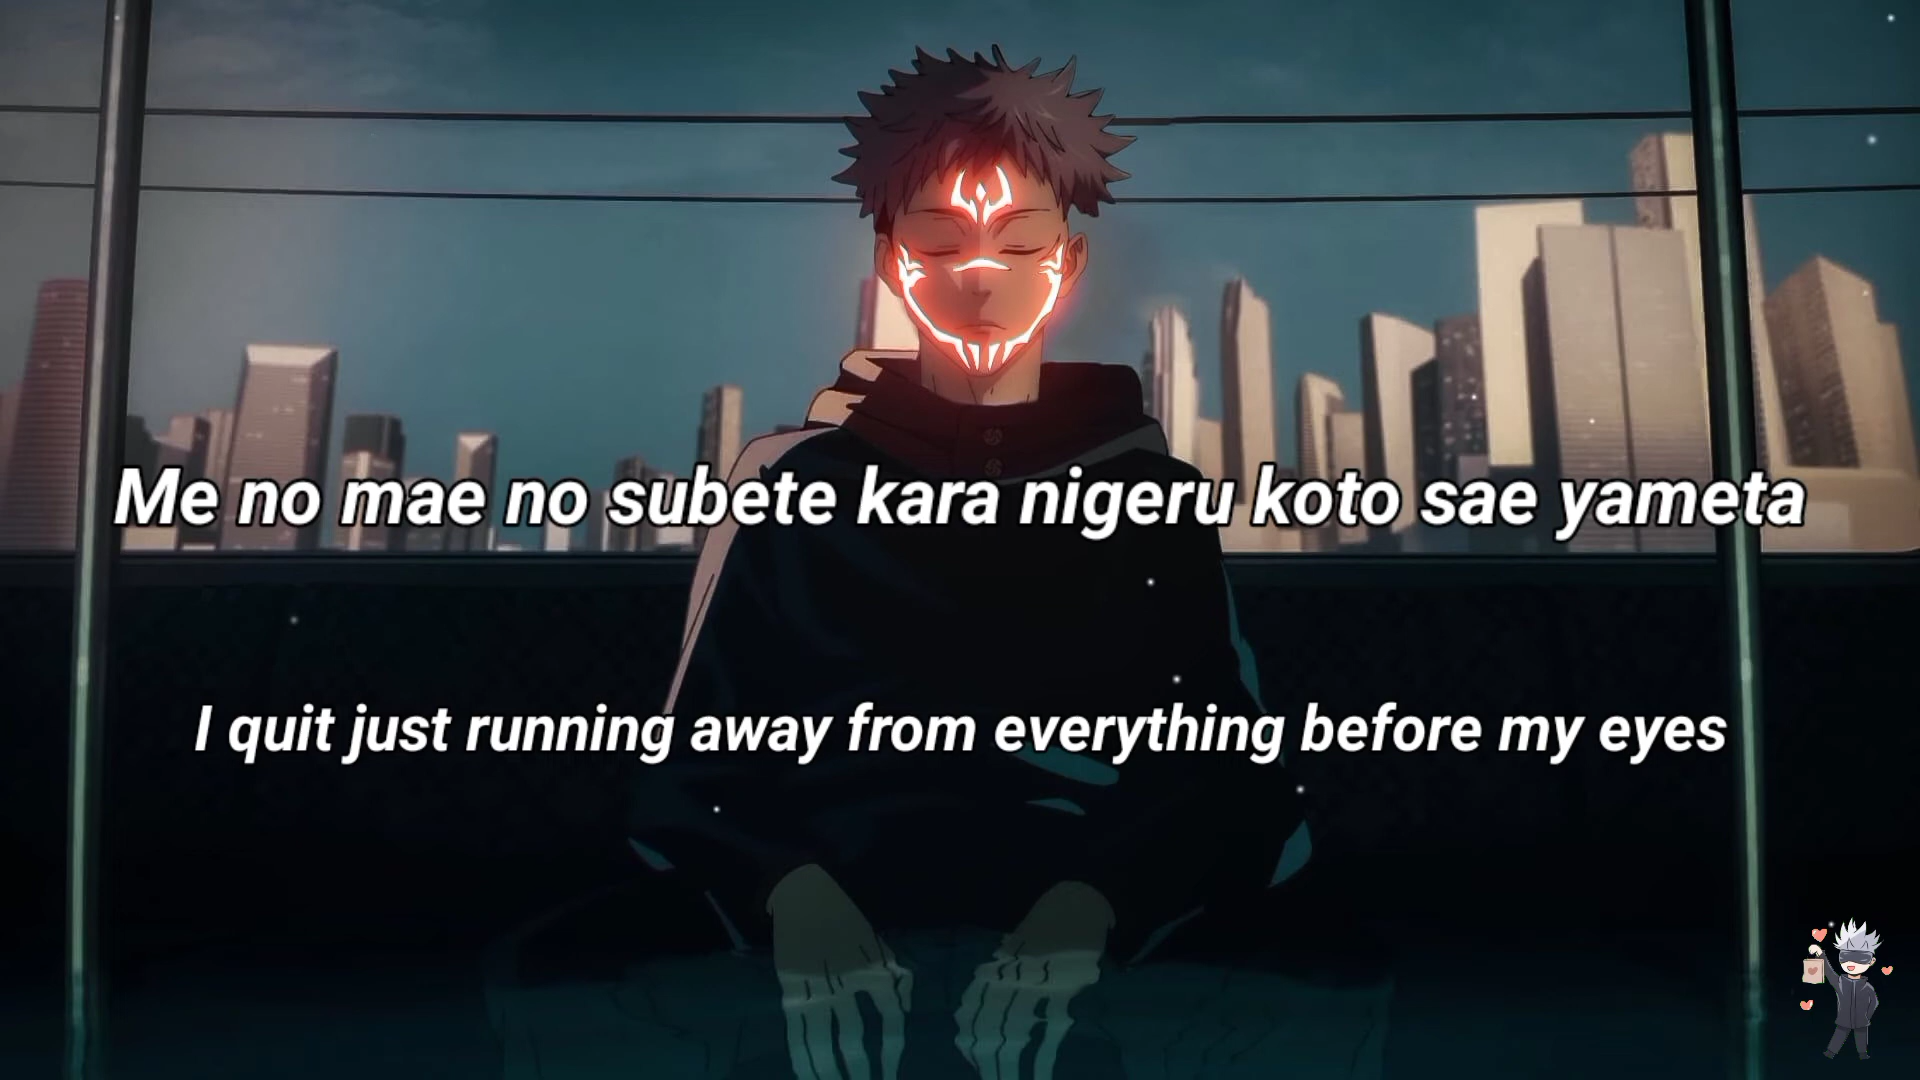 Me no mae no subete kara nigeru koto sae yameta
I quit just running away from everything before my eyes